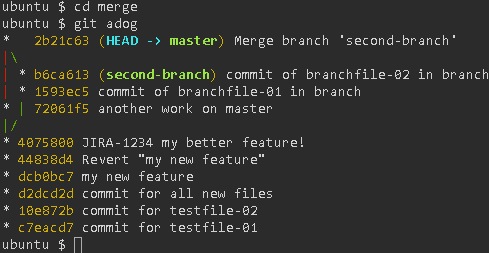 ubuntu $ cd merge
ubuntu $ git adog
*   2b21c63 (HEAD -> master) Merge branch 'second-branch'
|\
| * b6ca613 (second-branch) commit of branchfile-02 in branch
| * 1593ec5 commit of branchfile-01 in branch
* | 72061f5 another work on master
|/
* 4075800 JIRA-1234 my better feature!
* 44838d4 Revert "my new feature"
* dcb0bc7 my new feature
* d2dcd2d commit for all new files
* 10e872b commit for testfile-02
* c7eacd7 commit for testfile-01
ubuntu $